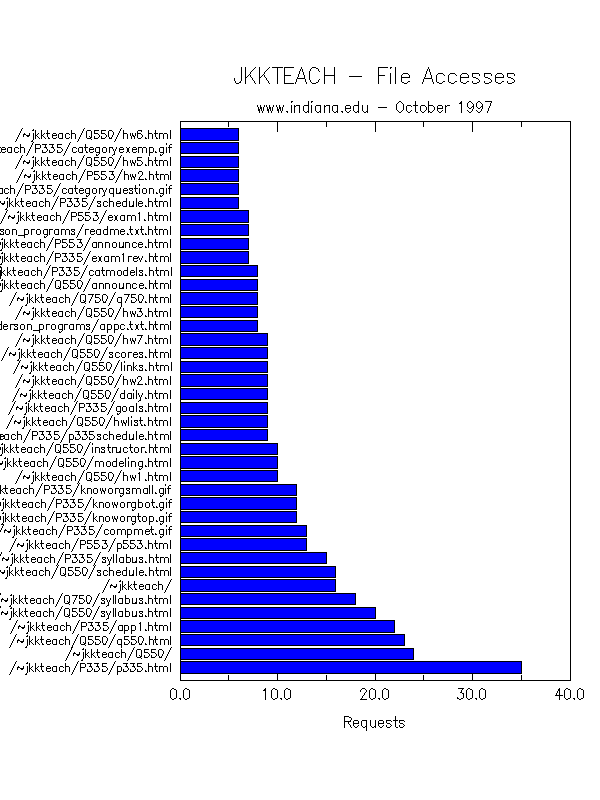 JKKTEACH – File Accesses
www.indiana.edu – October 1997
/~jkkteach/Q550/hw6.html
each/P335/categoryexemp.gif
/~jkkteach/Q550/hw5.html
/~jkkteach/P553/hw2.html
ach/P335/categoryquestion.gif
~jkkteach/P335/schedule.html
/~jkkteach/P553/exam1.html
rson_programs/readme.txt.html
~jkkteach/P553/announce.html
jkkteach/P335/exam1rev.html
jkkteach/P335/catmodels.html
~jkkteach/Q550/announce.html
/~jkkteach/Q750/q750.html
/~jkkteach/Q550/hw3.html
derson_programs/appc.txt.html
/~jkkteach/Q550/hw7.html
/~jkkteach/Q550/scores.html
/~jkkteach/Q550/links.html
/~jkkteach/Q550/hw2.html
/~jkkteach/Q550/daily.html
/~jkkteach/P335/goals.html
/~jkkteach/Q550/hwlist.html
each/P335/p335schedule.html
jkkteach/Q550/instructor.html
~jkkteach/Q550/modeling.html
/~jkkteach/Q550/hw1.html
kteach/P335/knoworgsmall.gif
jkkteach/P335/knoworgbot.gif
jkkteach/P335/knoworgtop.gif
/~jkkteach/P335/compmet.gif
/~jkkteach/P553/p553.html
/~jkkteach/P335/syllabus.html
~jkkteach/Q550/schedule.html
/~jkkteach/
/~jkkteach/Q750/syllabus.html
/~jkkteach/Q550/syllabus.html
/~jkkteach/P335/app1.html
/~jkkteach/Q550/q550.html
/~jkkteach/Q550/
/~jkkteach/P335/p335.html
0.0 10.0 20.0 30.0 40.0
Requests